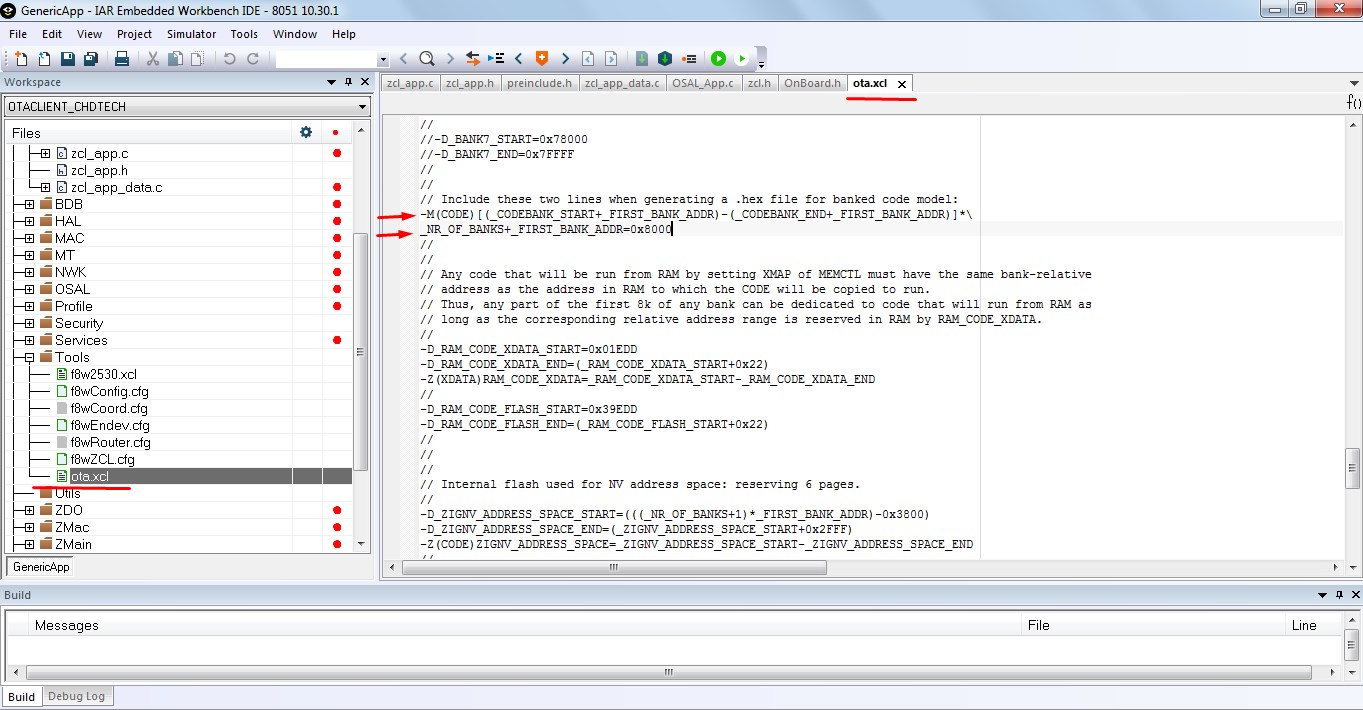 GenericApp - IAR Embedded Workbench IDE - 8051 10.30.1
File Edit View Project Simulator Tools Window Help
Workspace
OTACLIENT_CHDTECH
Files
zcl_app.c
zcl_app.h
zcl_app_data.c
BDB
HAL
MAC
MT
NWK
OSAL
Profile
Security
Services
Tools
f8w2530.xcl
f8wConfig.cfg
f8wCoord.cfg
f8wEndev.cfg
f8wRouter.cfg
f8wZCL.cfg
ota.xcl
Utils
ZDO
ZMac
ZMain
GenericApp
zcl_app.c zcl_app.h preinclude.h zcl_app_data.c OSAL_App.c zcl.h OnBoard.h ota.xcl
f()
//
//-D_BANK7_START=0x78000
//-D_BANK7_END=0x7FFFF
//
//
// Include these two lines when generating a .hex file for banked code model:
-M(CODE)[(_CODEBANK_START+_FIRST_BANK_ADDR)-(_CODEBANK_END+_FIRST_BANK_ADDR)]*\
_NR_OF_BANKS+_FIRST_BANK_ADDR=0x8000
//
//
// Any code that will be run from RAM by setting XMAP of MEMCTL must have the same bank-relative
// address as the address in RAM to which the CODE will be copied to run.
// Thus, any part of the first 8k of any bank can be dedicated to code that will run from RAM as
// long as the corresponding relative address range is reserved in RAM by RAM_CODE_XDATA.
//
-D_RAM_CODE_XDATA_START=0x01EDD
-D_RAM_CODE_XDATA_END=(_RAM_CODE_XDATA_START+0x22)
-Z(XDATA)RAM_CODE_XDATA=_RAM_CODE_XDATA_START-_RAM_CODE_XDATA_END
//
-D_RAM_CODE_FLASH_START=0x39EDD
-D_RAM_CODE_FLASH_END=(_RAM_CODE_FLASH_START+0x22)
//
//
//
// Internal flash used for NV address space: reserving 6 pages.
//
-D_ZIGNV_ADDRESS_SPACE_START=(((_NR_OF_BANKS+1)*_FIRST_BANK_ADDR)-0x3800)
-D_ZIGNV_ADDRESS_SPACE_END=(_ZIGNV_ADDRESS_SPACE_START+0x2FFF)
-Z(CODE)ZIGNV_ADDRESS_SPACE=_ZIGNV_ADDRESS_SPACE_START-_ZIGNV_ADDRESS_SPACE_END
//
Build
Messages File Line
Build Debug Log